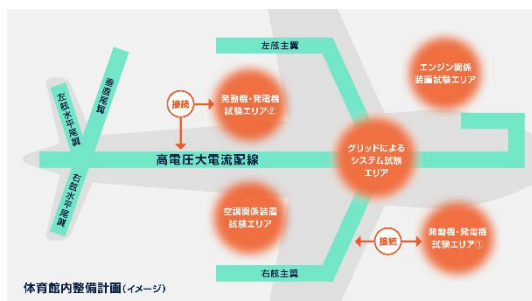 左舷主翼
エンジン関係
装置試験エリア
垂直尾翼
左舷水平尾翼
接続
発動機・発電機
試験エリア②
高電圧大電流配線
グリッドによる
システム試験
エリア
右舷水平尾翼
空調関係装置
試験エリア
接続
発動機・発電機
試験エリア①
右舷主翼
体育館内整備計画(イメージ)